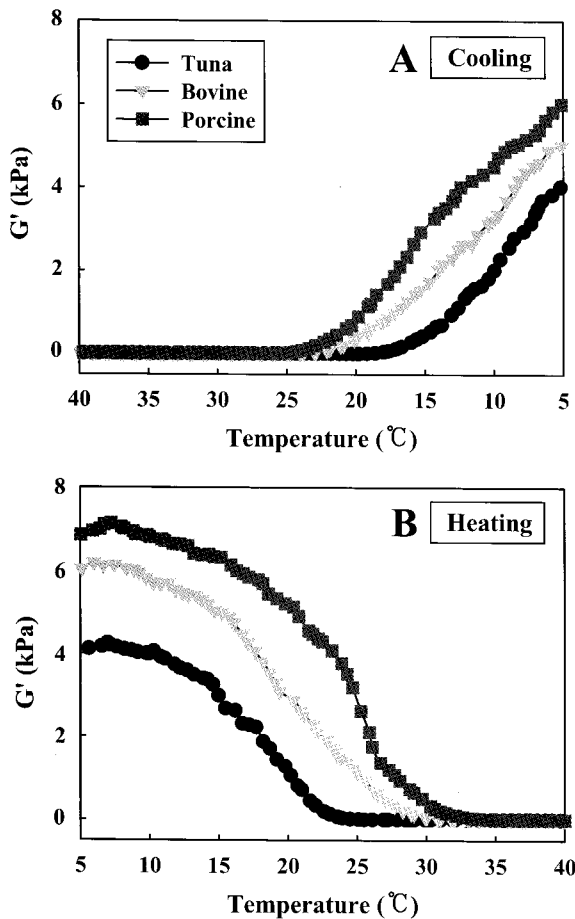 8
6
4
2
0
G' (kPa)
Tuna
Bovine
Porcine
A
Cooling
40 35 30 25 20 15 10 5
Temperature (℃)
8
6
4
2
0
G' (kPa)
B
Heating
5 10 15 20 25 30 35 40
Temperature (℃)